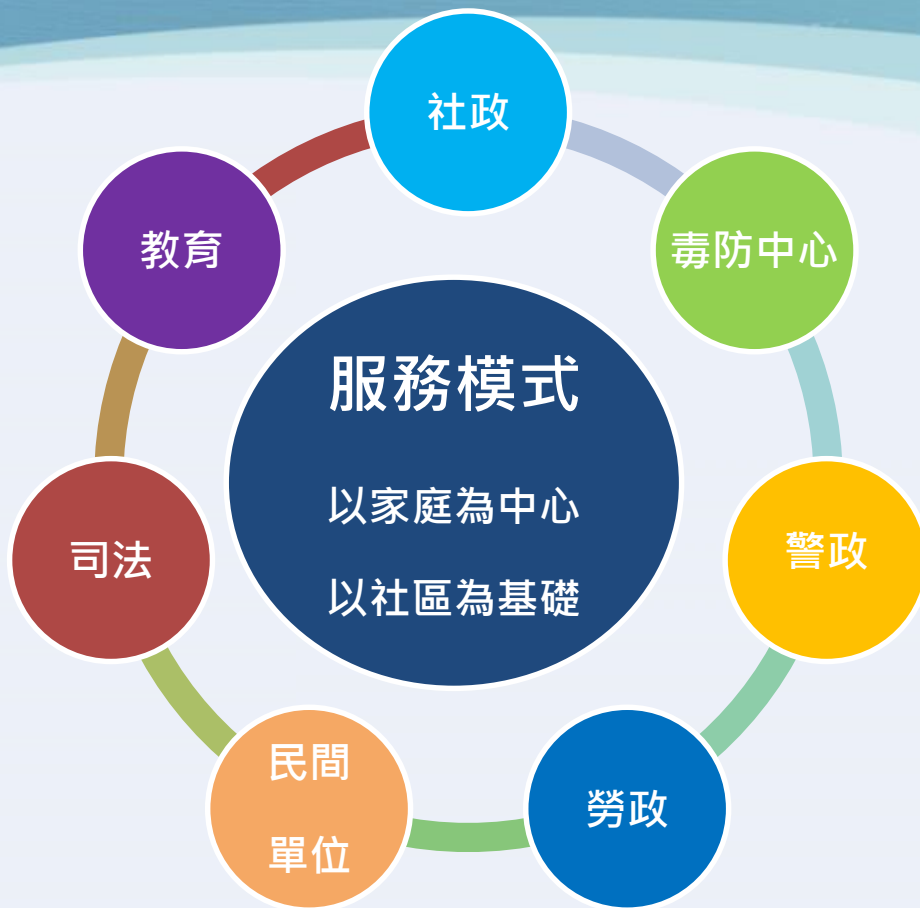 社政
教育
毒防中心
服務模式
以家庭為中心
以社區為基礎
司法
警政
民間
單位
勞政